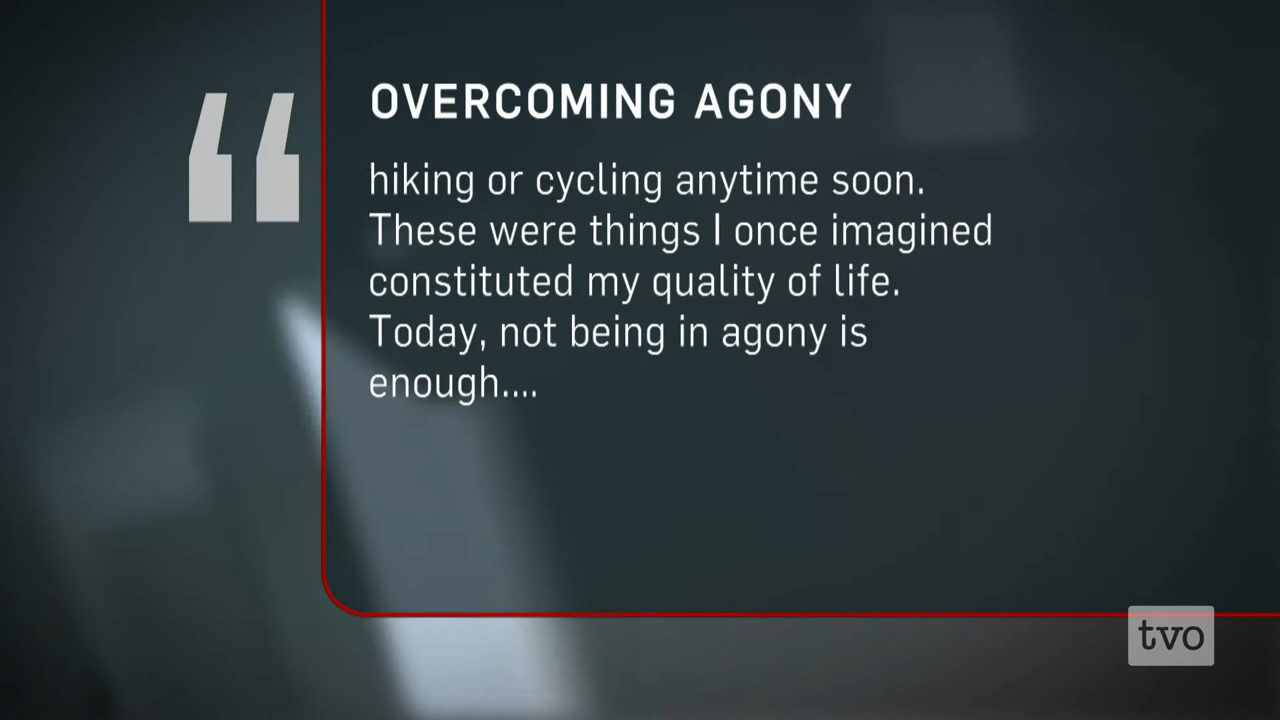 “
OVERCOMING AGONY
hiking or cycling anytime soon.
These were things I once imagined
constituted my quality of life.
Today, not being in agony is
enough....
tvo